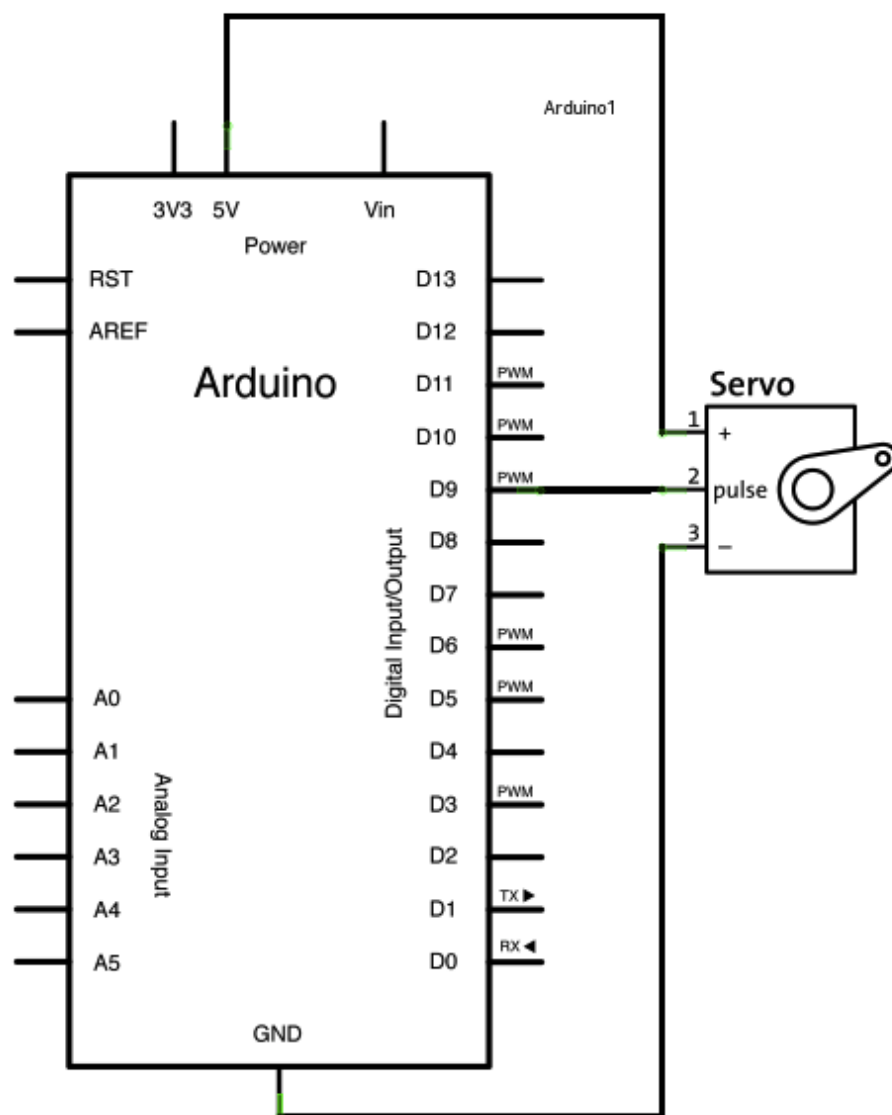 Arduino1
3V3 5V Vin
Power
RST D13
AREF D12
Arduino
D11 PWM
D10 PWM
D9 PWM
D8
D7
D6 PWM
D5 PWM
D4
D3 PWM
D2
D1 TX ▶
D0 RX ◀
Digital Input/Output
A0
A1
A2
A3
A4
A5
Analog Input
GND
Servo
1 +
2 pulse
3 –